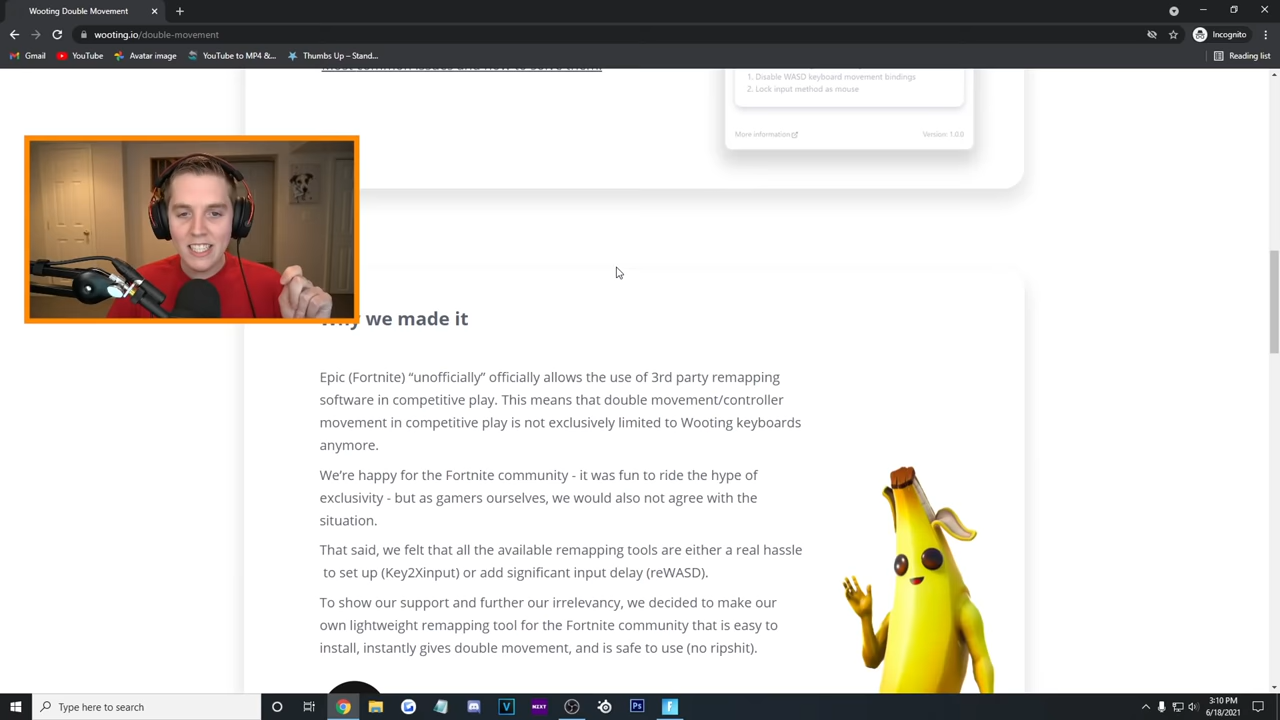 Wooting Double Movement
wooting.io/double-movement
Incognito
Gmail
YouTube
Avatar image
YouTube to MP4 &...
Thumbs Up – Stand...
Reading list
most common issues and how to solve them.
1. Disable WASD keyboard movement bindings
2. Lock input method as mouse
More information
Version: 1.0.0
Why we made it
Epic (Fortnite) “unofficially” officially allows the use of 3rd party remapping
software in competitive play. This means that double movement/controller
movement in competitive play is not exclusively limited to Wooting keyboards
anymore.
We’re happy for the Fortnite community - it was fun to ride the hype of
exclusivity - but as gamers ourselves, we would also not agree with the
situation.
That said, we felt that all the available remapping tools are either a real hassle
to set up (Key2Xinput) or add significant input delay (reWASD).
To show our support and further our irrelevancy, we decided to make our
own lightweight remapping tool for the Fortnite community that is easy to
install, instantly gives double movement, and is safe to use (no ripshit).
Type here to search
NZXT
3:10 PM
6/18/2021